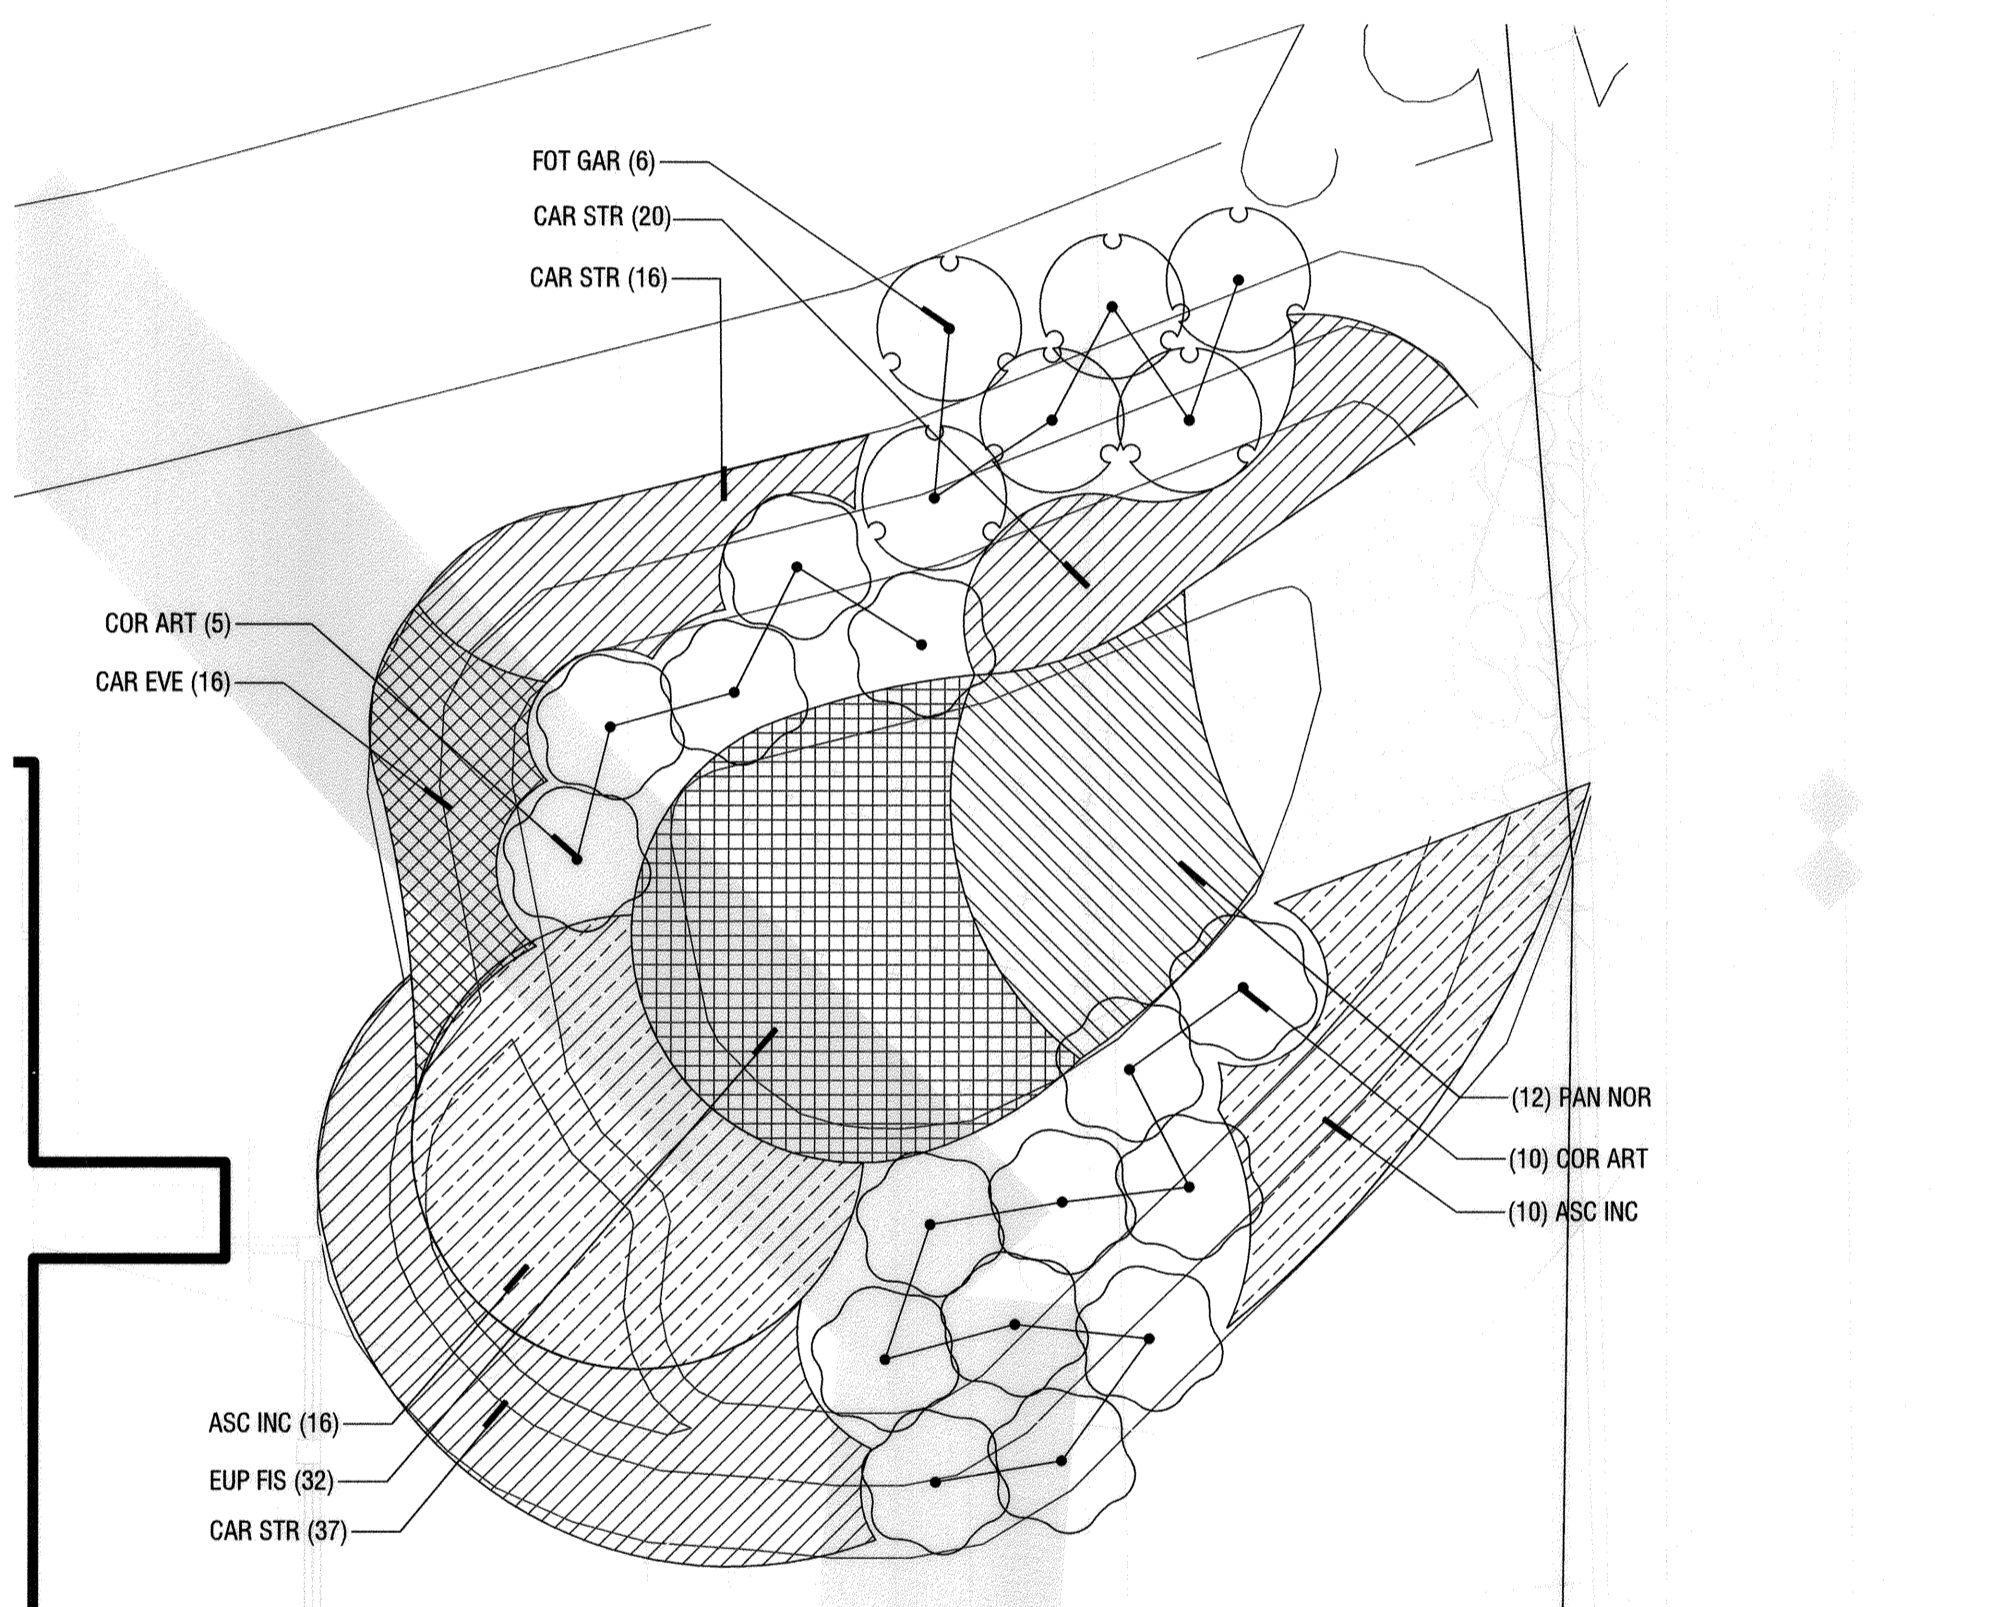 FOT GAR (6)
CAR STR (20)
CAR STR (16)
COR ART (5)
CAR EVE (16)
(12) PAN NOR
(10) COR ART
(10) ASC INC
ASC INC (16)
EUP FIS (32)
CAR STR (37)